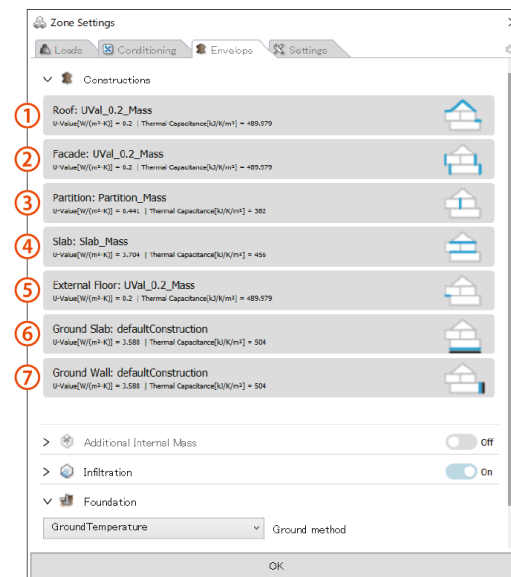 Zone Settings
Loads Conditioning Envelope Settings
Constructions
1 Roof: UVal_0.2_Mass
U-Value[W/(m²·K)] = 0.2 | Thermal Capacitance[kJ/K/m²] = 489.979
2 Facade: UVal_0.2_Mass
U-Value[W/(m²·K)] = 0.2 | Thermal Capacitance[kJ/K/m²] = 489.979
3 Partition: Partition_Mass
U-Value[W/(m²·K)] = 0.441 | Thermal Capacitance[kJ/K/m²] = 382
4 Slab: Slab_Mass
U-Value[W/(m²·K)] = 3.704 | Thermal Capacitance[kJ/K/m²] = 456
5 External Floor: UVal_0.2_Mass
U-Value[W/(m²·K)] = 0.2 | Thermal Capacitance[kJ/K/m²] = 489.979
6 Ground Slab: defaultConstruction
U-Value[W/(m²·K)] = 3.588 | Thermal Capacitance[kJ/K/m²] = 504
7 Ground Wall: defaultConstruction
U-Value[W/(m²·K)] = 3.588 | Thermal Capacitance[kJ/K/m²] = 504
Additional Internal Mass Off
Infiltration On
Foundation
GroundTemperature Ground method
OK